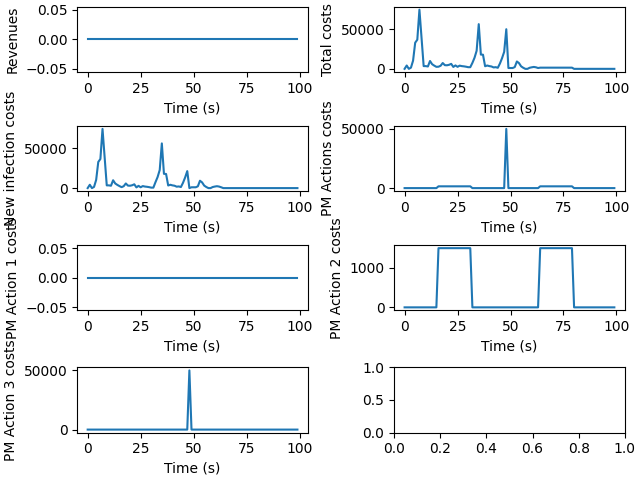 Revenues
0.05
0.00
−0.05
0 25 50 75 100
Time (s)
Total costs
50000
0
0 25 50 75 100
Time (s)
New infection costs
50000
0
0 25 50 75 100
Time (s)
PM Actions costs
50000
0
0 25 50 75 100
Time (s)
PM Action 1 costs
0.05
0.00
−0.05
0 25 50 75 100
Time (s)
PM Action 2 costs
1000
0
0 25 50 75 100
Time (s)
PM Action 3 costs
50000
0
0 25 50 75 100
Time (s)
1.0
0.5
0.0
0.0 0.2 0.4 0.6 0.8 1.0